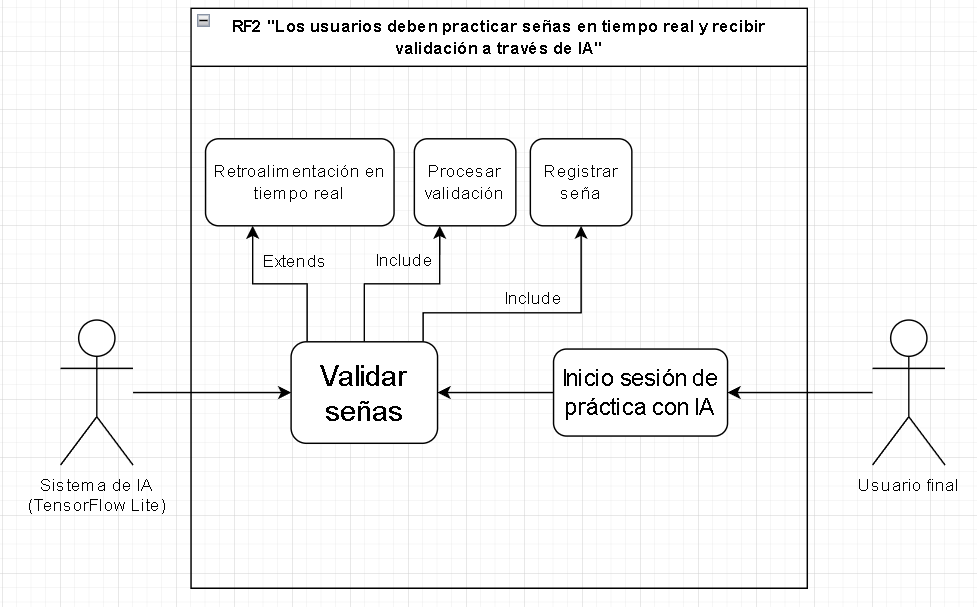 RF2 "Los usuarios deben practicar señas en tiempo real y recibir
validación a través de IA"
Retroalimentación en
tiempo real
Procesar
validación
Registrar
seña
Extends
Include
Include
Validar
señas
Inicio sesión de
práctica con IA
Sistema de IA
(TensorFlow Lite)
Usuario final